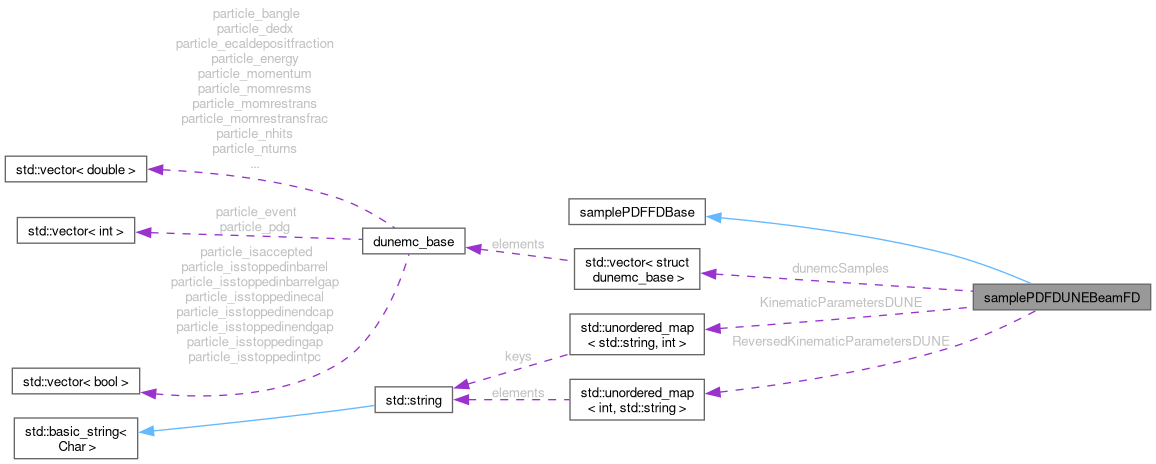 particle_bangle
particle_dedx
particle_ecaldepositfraction
particle_energy
particle_momentum
particle_momresms
particle_momrestrans
particle_momrestransfrac
particle_nhits
particle_nturns
...
std::vector< double >
particle_event
particle_pdg
std::vector< int >
particle_isaccepted
particle_isstoppedinbarrel
particle_isstoppedinbarrelgap
particle_isstoppedinecal
particle_isstoppedinendcap
particle_isstoppedinendgap
particle_isstoppedingap
particle_isstoppedintpc
std::vector< bool >
std::basic_string<
Char >
dunemc_base
std::string
elements
keys
elements
samplePDFFDBase
std::vector< struct
dunemc_base >
std::unordered_map
< std::string, int >
std::unordered_map
< int, std::string >
dunemcSamples
KinematicParametersDUNE
ReversedKinematicParametersDUNE
samplePDFDUNEBeamFD